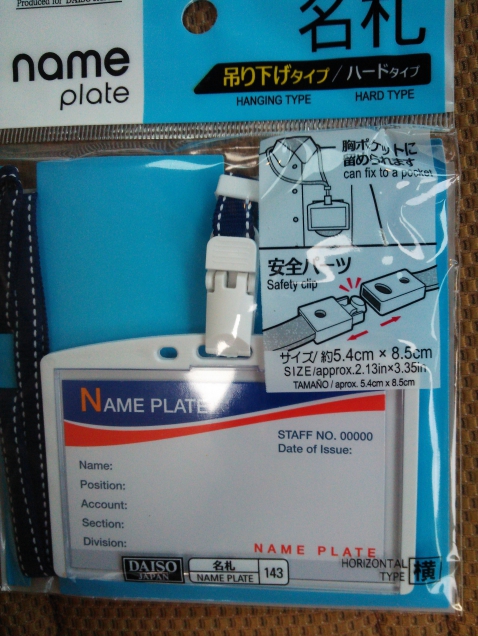 Produced for DAISO
名札
name
plate
吊り下げタイプ/ハードタイプ
HANGING TYPE HARD TYPE
胸ポケットに
留められます
can fix to a pocket
安全パーツ
Safety clip
サイズ/約5.4cm×8.5cm
SIZE/approx.2.13in×3.35in
TAMAÑO/aprox. 5.4cm x 8.5cm
NAME PLATE
STAFF NO. 00000
Date of Issue:
Name:
Position:
Account:
Section:
Division:
NAME PLATE
DAISO
JAPAN
名札
NAME PLATE
143
HORIZONTAL
TYPE
横